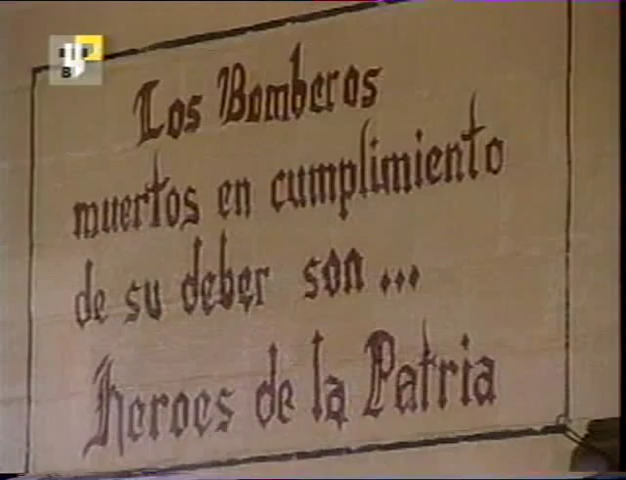 Los Bomberos
muertos en cumplimiento
de su deber son...
heroes de la Patria